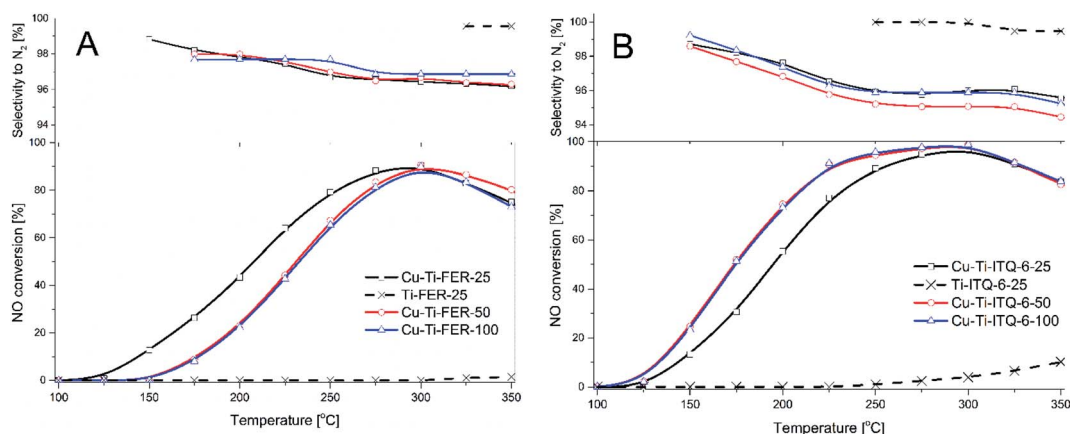 A
Selectivity to N2 [%]
100
98
96
94
NO conversion [%]
100
80
60
40
20
0
Cu-Ti-FER-25
Ti-FER-25
Cu-Ti-FER-50
Cu-Ti-FER-100
100 150 200 250 300 350
Temperature [°C]
B
Selectivity to N2 [%]
100
98
96
94
NO conversion [%]
100
80
60
40
20
0
Cu-Ti-ITQ-6-25
Ti-ITQ-6-25
Cu-Ti-ITQ-6-50
Cu-Ti-ITQ-6-100
100 150 200 250 300 350
Temperature [°C]